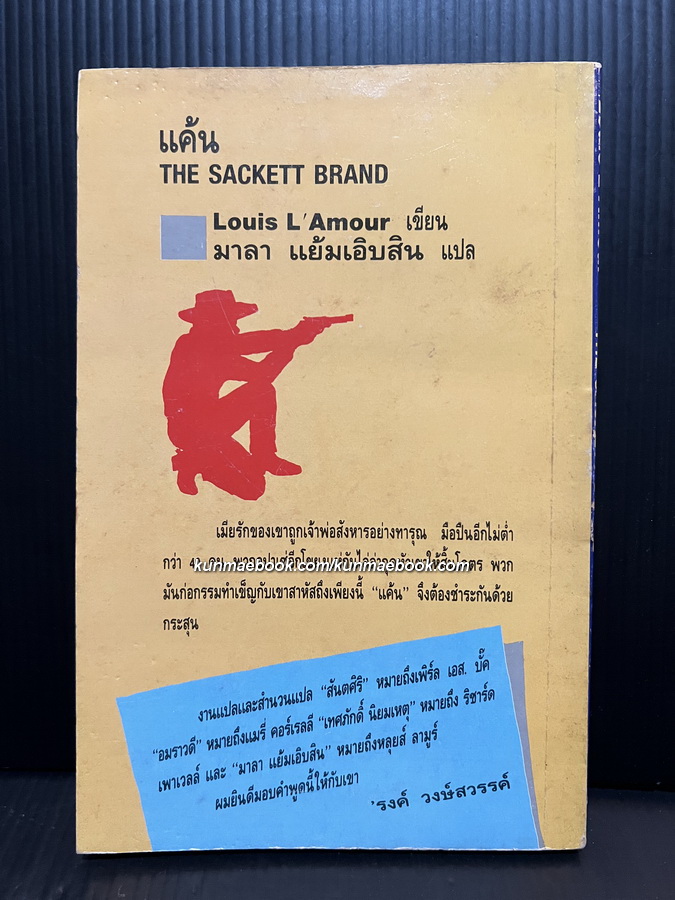 แค้น
THE SACKETT BRAND
Louis L'Amour เขียน
มาลา แย้มเอิบสิน แปล
เมียรักของเขาถูกเจ้าพ่อสังหารอย่างทารุณ มือปืนอีกไม่ต่ำ
กว่า พวก
kunmaebook.com/kunmaebook.com
มันก่อกรรมทำเข็ญกับเขาสาหัสถึงเพียงนี้ "แค้น" จึงต้องชำระกันด้วย
กระสุน
งานแปลและสำนวนแปล "สันตศิริ" หมายถึงเพิร์ล เอส. บั๊ค
"อมราวดี" หมายถึงแมรี่ คอร์เรลลี "เทศภักดิ์ นิยมเหตุ" หมายถึง ริชาร์ด
เพาเวลล์ และ "มาลา แย้มเอิบสิน" หมายถึงหลุยส์ ลามูร์
ผมยินดีมอบคำพูดนี้ให้กับเขา
'รงค์ วงษ์สวรรค์